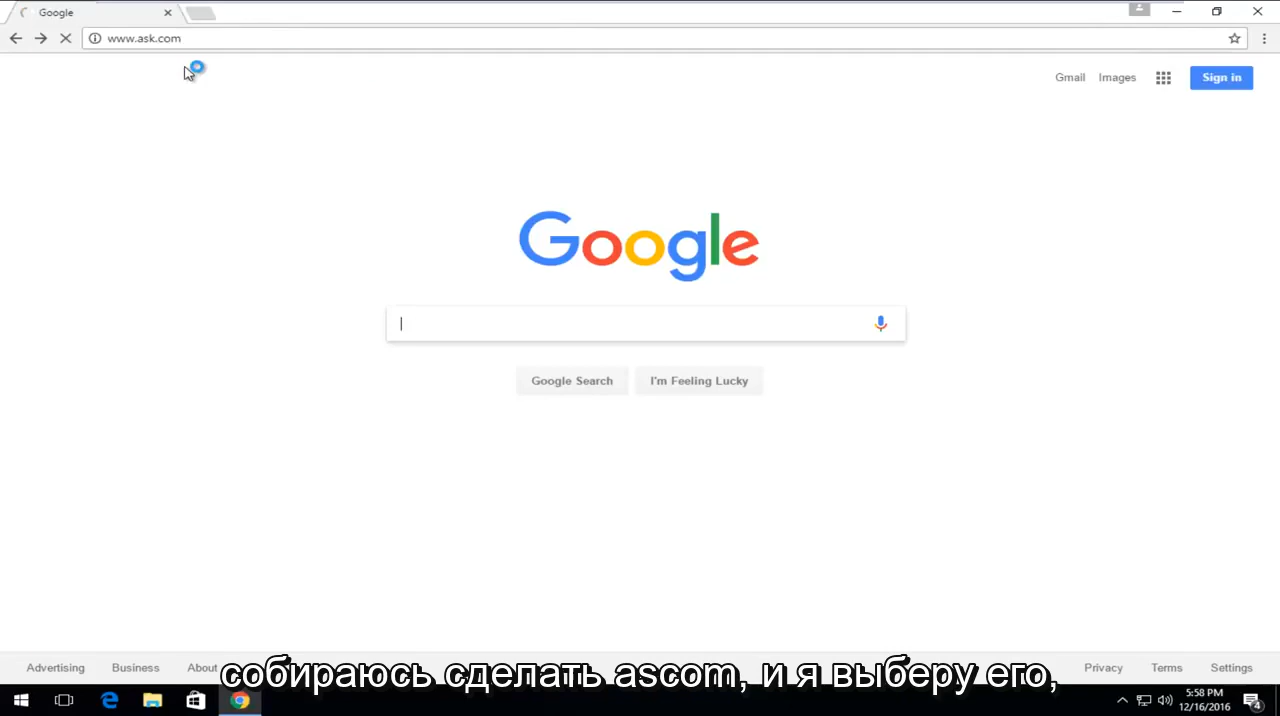 Google
www.ask.com
Gmail Images Sign in
Google
Google Search I'm Feeling Lucky
Advertising Business About Privacy Terms Settings
собираюсь сделать ascom, и я выберу его,
5:58 PM
12/16/2016
4